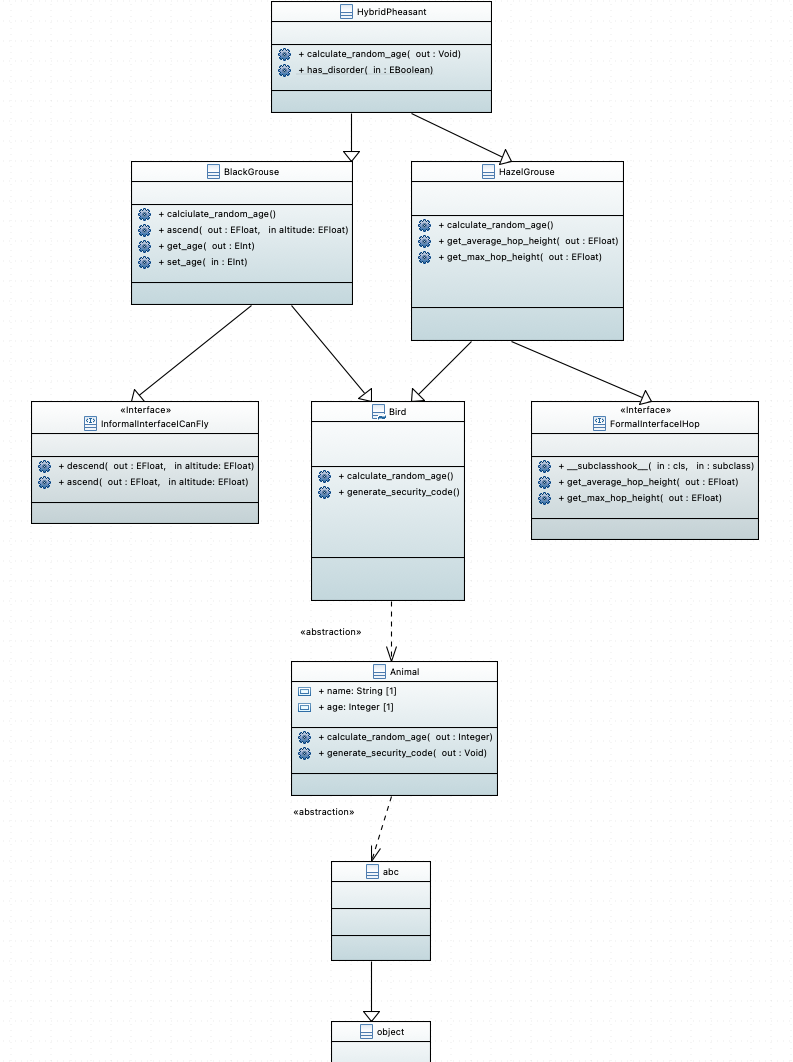 HybridPheasant
+ calculate_random_age(  out : Void)
+ has_disorder(  in : EBoolean)
BlackGrouse
+ calciulate_random_age()
+ ascend(  out : EFloat,   in altitude: EFloat)
+ get_age(  out : EInt)
+ set_age(  in : EInt)
HazelGrouse
+ calculate_random_age()
+ get_average_hop_height(  out : EFloat)
+ get_max_hop_height(  out : EFloat)
«Interface»
InformalInterfaceICanFly
+ descend(  out : EFloat,   in altitude: EFloat)
+ ascend(  out : EFloat,   in altitude: EFloat)
Bird
+ calculate_random_age()
+ generate_security_code()
«Interface»
FormalInterfaceIHop
+ __subclasshook__(  in : cls,   in : subclass)
+ get_average_hop_height(  out : EFloat)
+ get_max_hop_height(  out : EFloat)
«abstraction»
Animal
+ name: String [1]
+ age: Integer [1]
+ calculate_random_age(  out : Integer)
+ generate_security_code(  out : Void)
«abstraction»
abc
object